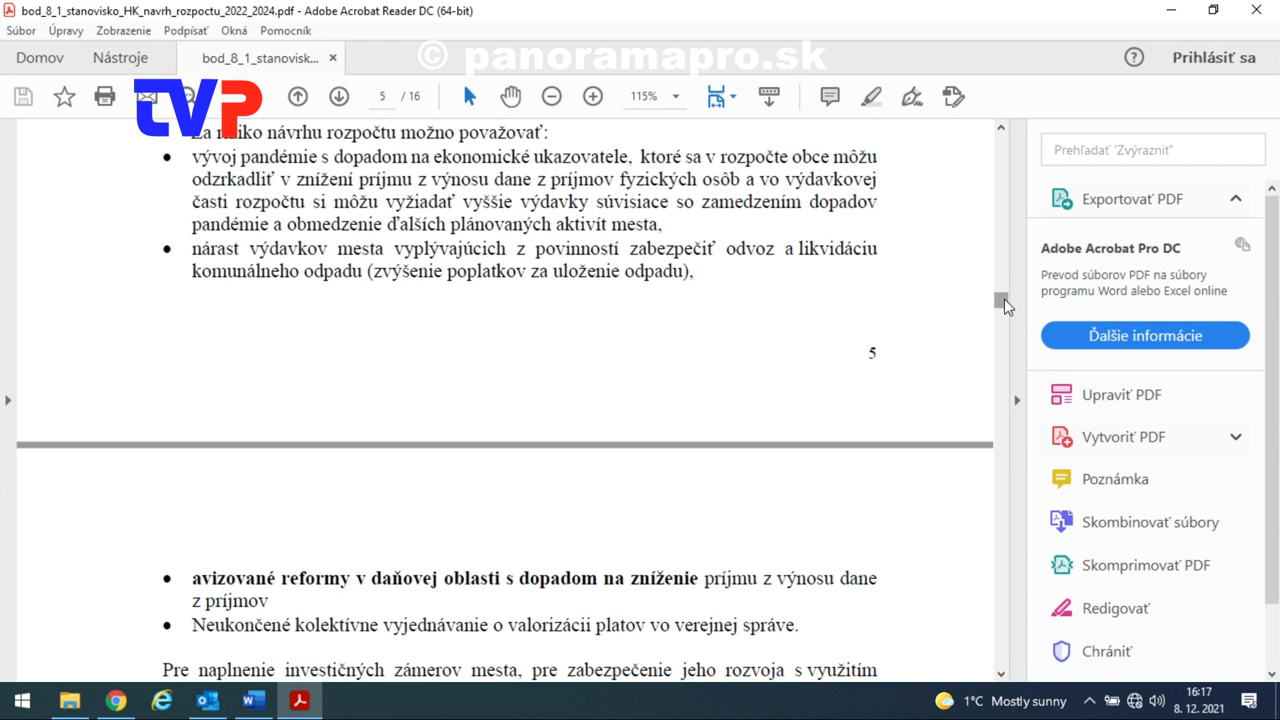 bod_8_1_stanovisko_HK_navrh_rozpoctu_2022_2024.pdf - Adobe Acrobat Reader DC (64-bit)
Súbor Úpravy Zobrazenie Podpísať Okná Pomocník
© panoramapro.sk
Domov Nástroje bod_8_1_stanovisk... × Prihlásiť sa
TVP
5 / 16 115%
Za riziko návrhu rozpočtu možno považovať:
• vývoj pandémie s dopadom na ekonomické ukazovatele, ktoré sa v rozpočte obce môžu
odzrkadliť v znížení príjmu z výnosu dane z príjmov fyzických osôb a vo výdavkovej
časti rozpočtu si môžu vyžiadať vyššie výdavky súvisiace so zamedzením dopadov
pandémie a obmedzenie ďalších plánovaných aktivít mesta,
• nárast výdavkov mesta vyplývajúcich z povinností zabezpečiť odvoz a likvidáciu
komunálneho odpadu (zvýšenie poplatkov za uloženie odpadu),
5
• avizované reformy v daňovej oblasti s dopadom na zníženie príjmu z výnosu dane
z príjmov
• Neukončené kolektívne vyjednávanie o valorizácii platov vo verejnej správe.
Pre naplnenie investičných zámerov mesta, pre zabezpečenie jeho rozvoja s využitím
Prehľadať "Zvýrazniť"
Exportovať PDF
Adobe Acrobat Pro DC
Prevod súborov PDF na súbory
programu Word alebo Excel online
Ďalšie informácie
Upraviť PDF
Vytvoriť PDF
Poznámka
Skombinovať súbory
Skomprimovať PDF
Redigovať
Chrániť
1°C Mostly sunny
16:17
8. 12. 2021